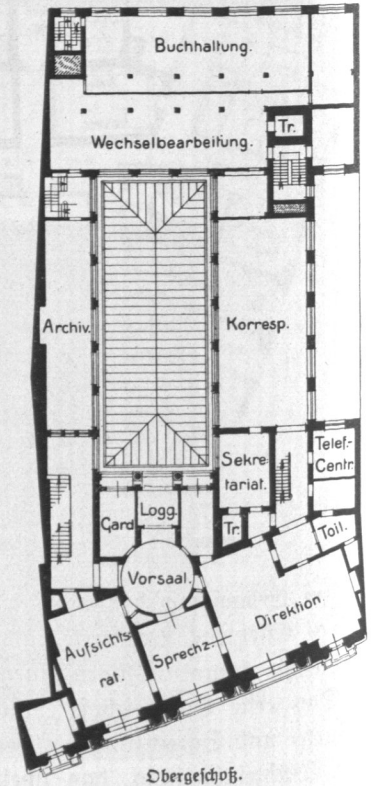 Buchhaltung.
Wechselbearbeitung.
Tr.
Archiv.
Korresp.
Sekre
tariat.
Telef.-
Centr.
Gard
Logg.
Tr.
Toil.
Vorsaal.
Direktion
Aufsichts
rat.
Sprechz.
Obergeschoß.